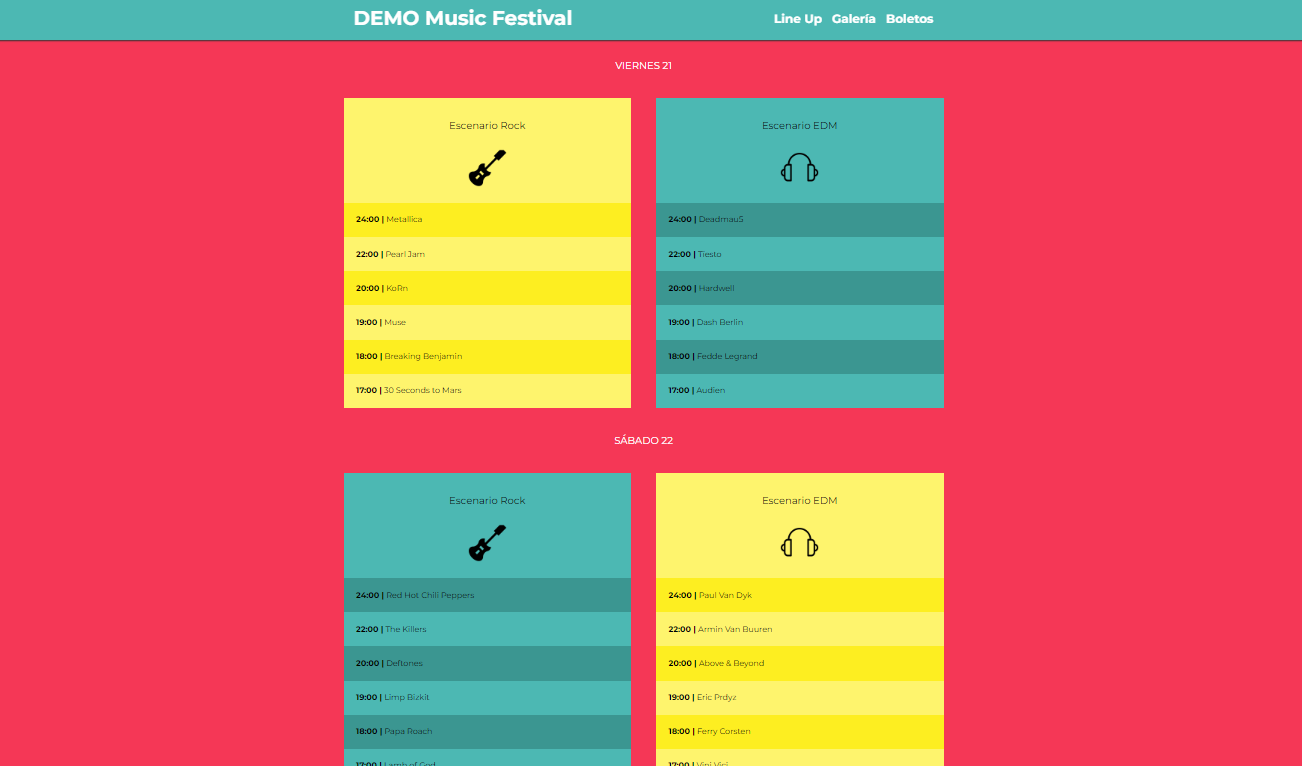 DEMO Music Festival
Line Up Galería Boletos
VIERNES 21
Escenario Rock
24:00 | Metallica
22:00 | Pearl Jam
20:00 | KoRn
19:00 | Muse
18:00 | Breaking Benjamin
17:00 | 30 Seconds to Mars
Escenario EDM
24:00 | Deadmau5
22:00 | Tiesto
20:00 | Hardwell
19:00 | Dash Berlin
18:00 | Fedde Legrand
17:00 | Audien
SÁBADO 22
Escenario Rock
24:00 | Red Hot Chili Peppers
22:00 | The Killers
20:00 | Deftones
19:00 | Limp Bizkit
18:00 | Papa Roach
17:00 | Lamb of God
Escenario EDM
24:00 | Paul Van Dyk
22:00 | Armin Van Buuren
20:00 | Above & Beyond
19:00 | Eric Prdyz
18:00 | Ferry Corsten
17:00 | Vini Vici